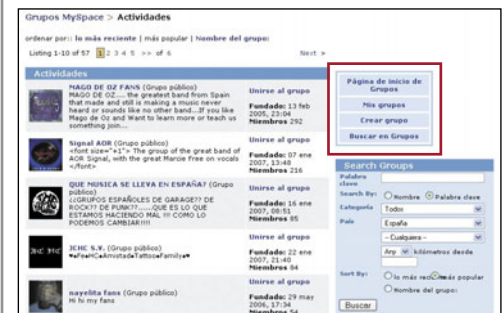 Grupos MySpace > Actividades
ordenar por:: lo más reciente | más popular | Nombre del grupo:
Listing 1-10 of 57 1 2 3 4 5 >> of 6 Next >
Actividades
MAGO DE OZ FANS (Grupo público)
MAGO DE OZ.... the greatest band from Spain
that made and still is making a music never
heard or sounds like no other band...If you like
Mago de Oz and Want to learn more or teach us
something join...
Unirse al grupo
Fundado: 13 feb
2005, 23:04
Miembros 292
Signal AOR (Grupo público)
<font size="+1"> The group of the great band of
AOR Signal, with the great Marcie Free on vocals
</font>
Unirse al grupo
Fundado: 07 ene
2007, 13:48
Miembros 216
QUE MUSICA SE LLEVA EN ESPAÑA? (Grupo
público)
¿¿GRUPOS ESPAÑOLES DE GARAGE?? DE
ROCK?? DE PUNK??......QUE ES LO QUE
ESTAMOS HACIENDO MAL !!! COMO LO
PODEMOS CAMBIAR!!!!
Unirse al grupo
Fundado: 16 ene
2007, 08:51
Miembros 85
JCHC S.V. (Grupo público)
Unirse al grupo
Fundado: 22 ene
2007, 21:40
Miembros 84
nayelita fans (Grupo público)
Hi hi my fans
Unirse al grupo
Fundado: 29 may
2006, 17:34
Miembros 54
Página de inicio de
Grupos
Mis grupos
Crear grupo
Buscar en Grupos
Search Groups
Palabra
clave
Search By: Nombre Palabra clave
Categoría Todos
País España
-- Cualquiera --
Any kilómetros desde
Sort By: lo más reciente más popular
Nombre del grupo:
Buscar